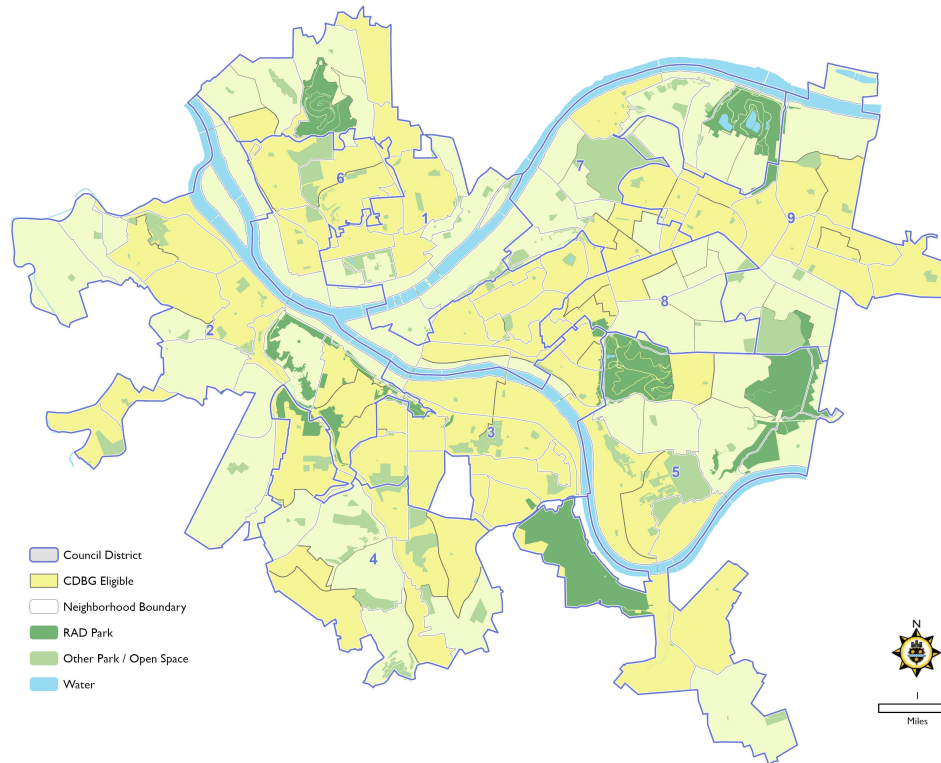 6
7
1
9
8
2
3
5
4
Council District
CDBG Eligible
Neighborhood Boundary
RAD Park
Other Park / Open Space
Water
N
1
Miles